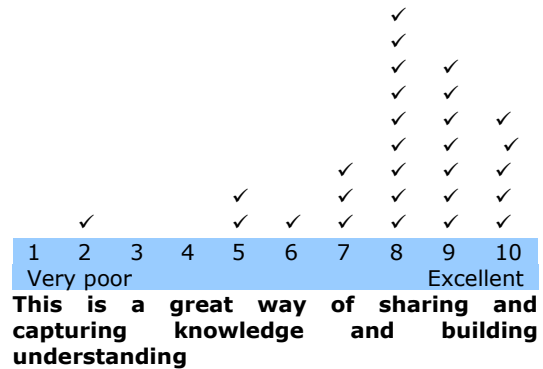 1 2 3 4 5 6 7 8 9 10
Very poor Excellent
This is a great way of sharing and
capturing knowledge and building
understanding